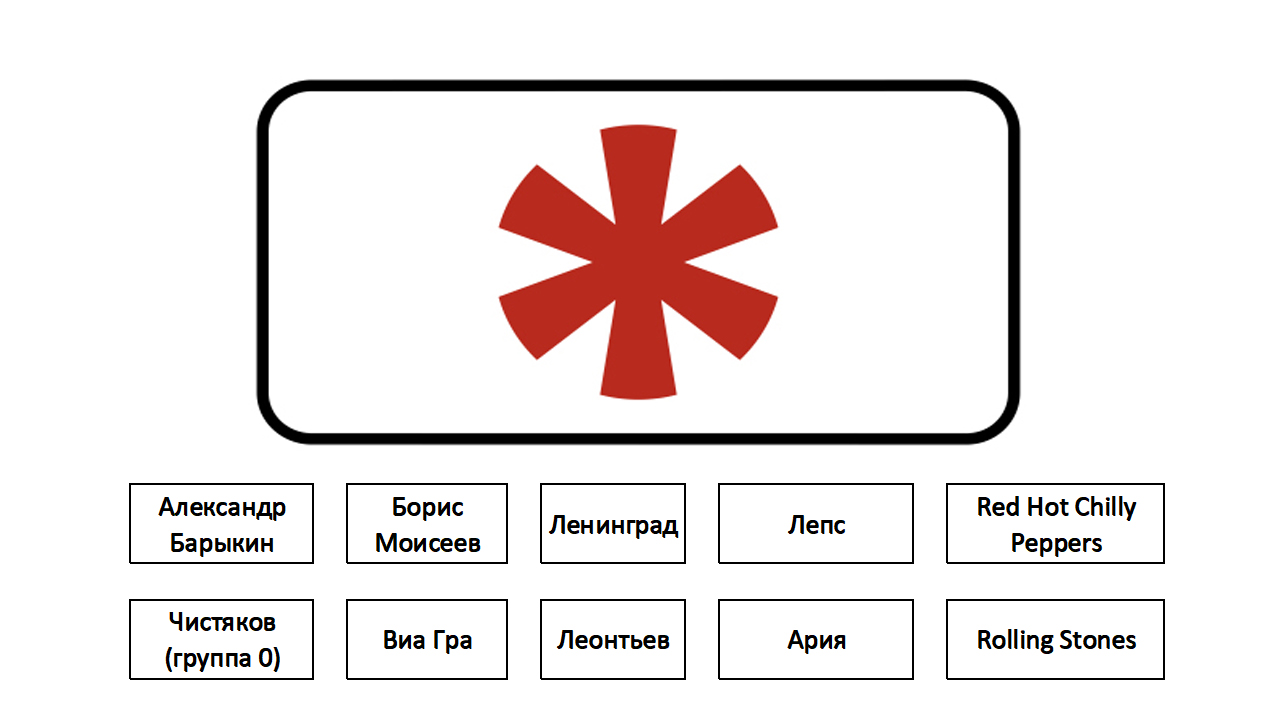 Александр
Барыкин
Борис
Моисеев
Ленинград
Лепс
Red Hot Chilly
Peppers
Чистяков
(группа 0)
Виа Гра
Леонтьев
Ария
Rolling Stones